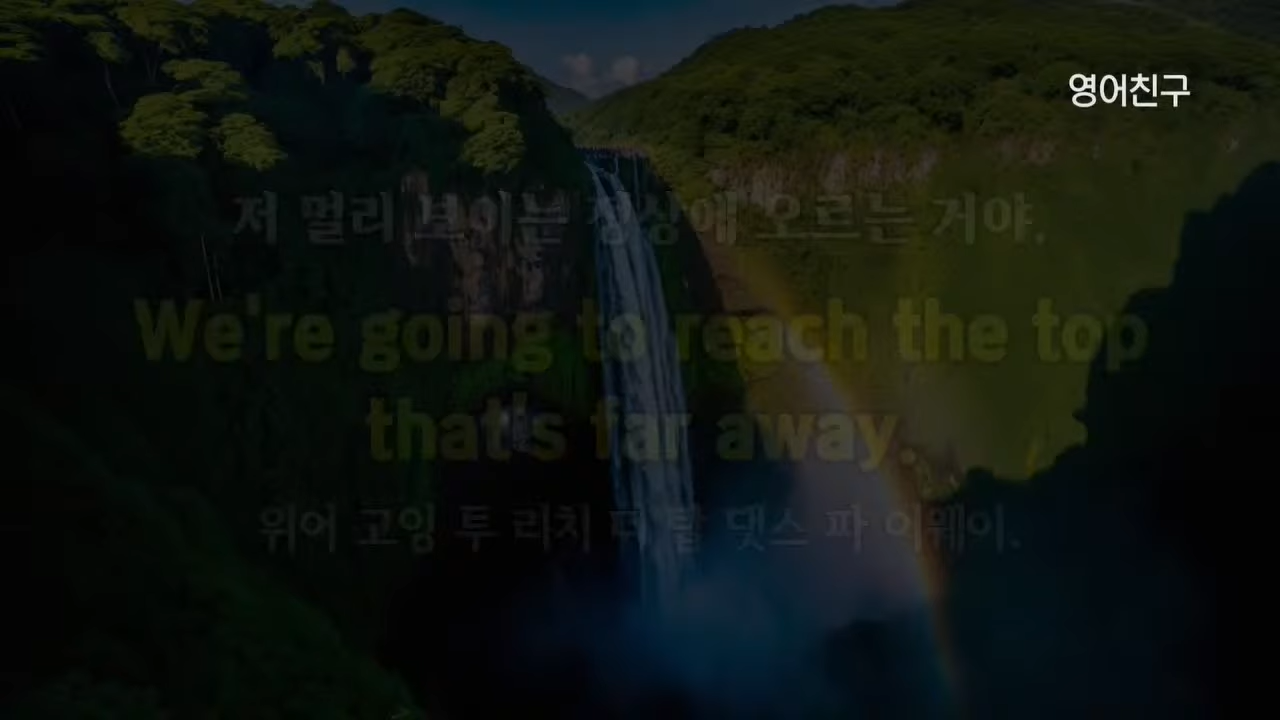 영어친구
저 멀리 보이는 정상에 오르는 거야.
We're going to reach the top
that's far away.
위어 고잉 투 리치 더 탑 댓스 파 어웨이.